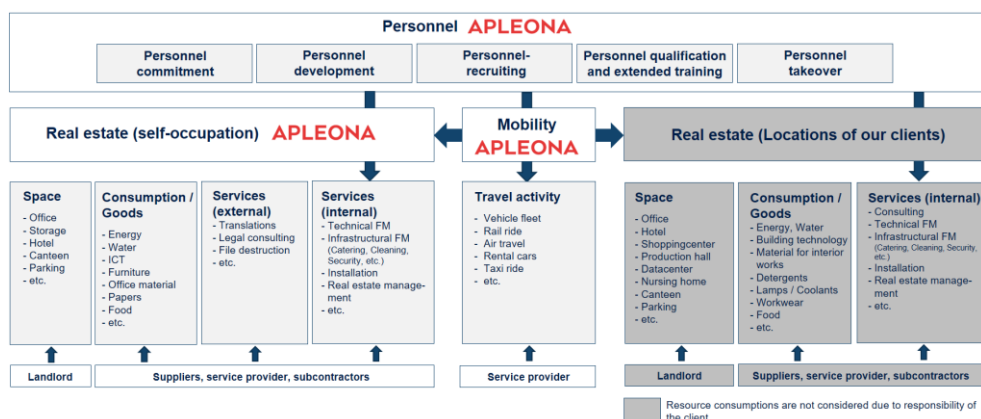 Personnel APLEONA
Personnel
commitment
Personnel
development
Personnel-
recruiting
Personnel qualification
and extended training
Personnel
takeover
Real estate (self-occupation) APLEONA
Mobility
APLEONA
Real estate (Locations of our clients)
Space
- Office
- Storage
- Hotel
- Canteen
- Parking
- etc.
Consumption /
Goods
- Energy
- Water
- ICT
- Furniture
- Office material
- Papers
- Food
- etc.
Services
(external)
- Translations
- Legal consulting
- File destruction
- etc.
Services
(internal)
- Technical FM
- Infrastructural FM
(Catering, Cleaning,
Security, etc.)
- Installation
- Real estate manage-
ment
- etc.
Travel activity
- Vehicle fleet
- Rail ride
- Air travel
- Rental cars
- Taxi ride
- etc.
Space
- Office
- Hotel
- Shoppingcenter
- Production hall
- Datacenter
- Nursing home
- Canteen
- Parking
- etc.
Consumption /
Goods
- Energy, Water
- Building technology
- Material for interior
works
- Detergents
- Lamps / Coolants
- Workwear
- Food
- etc.
Services (internal)
- Consulting
- Technical FM
- Infrastructural FM
(Catering, Cleaning, Security,
etc.)
- Installation
- Real estate manage-
ment
- etc.
Landlord
Suppliers, service provider, subcontractors
Service provider
Landlord
Suppliers, service provider, subcontractors
Resource consumptions are not considered due to responsibility of
the client